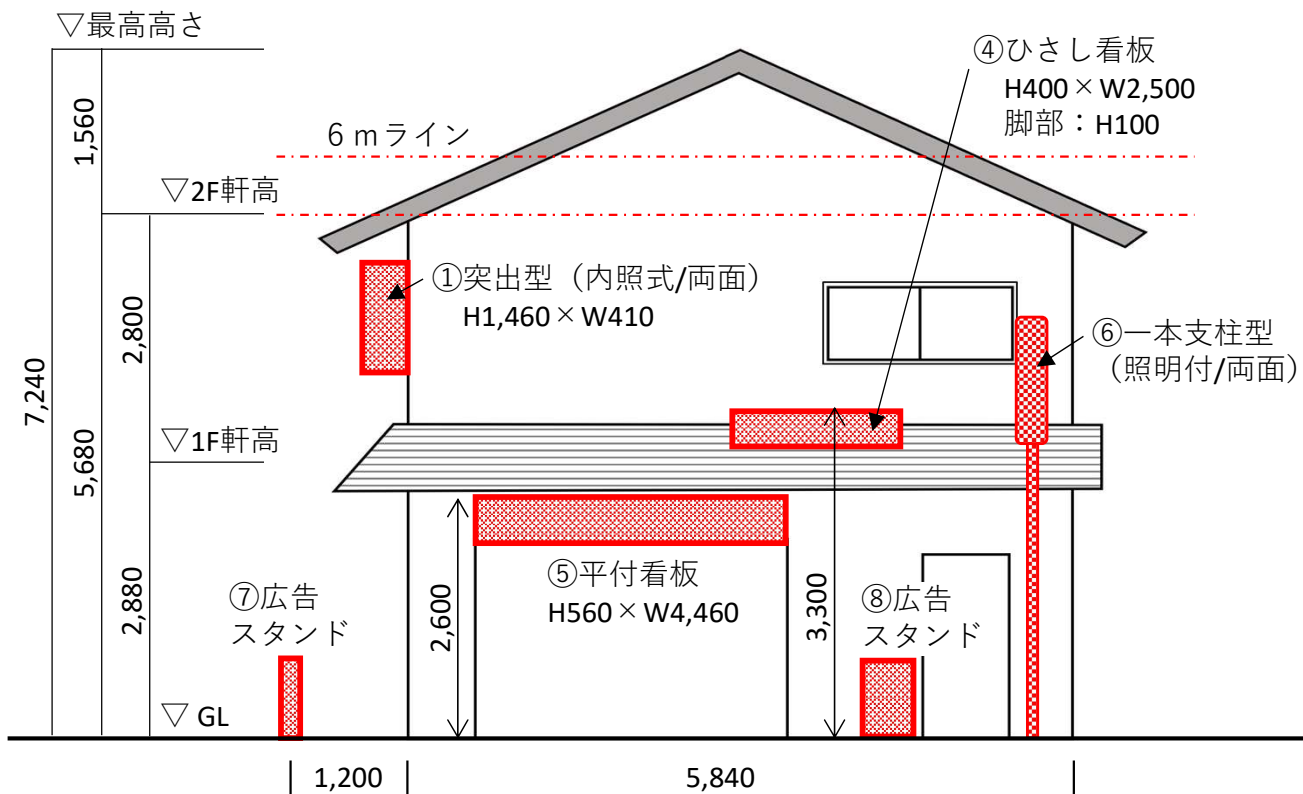 ▽最高高さ
④ひさし看板
H400×W2,500
脚部：H100
1,560
6ｍライン
▽2F軒高
①突出型（内照式/両面）
H1,460×W410
2,800
7,240
⑥一本支柱型
（照明付/両面）
▽1F軒高
5,680
⑤平付看板
H560×W4,460
2,600
3,300
2,880
⑦広告
スタンド
⑧広告
スタンド
▽ GL
1,200
5,840